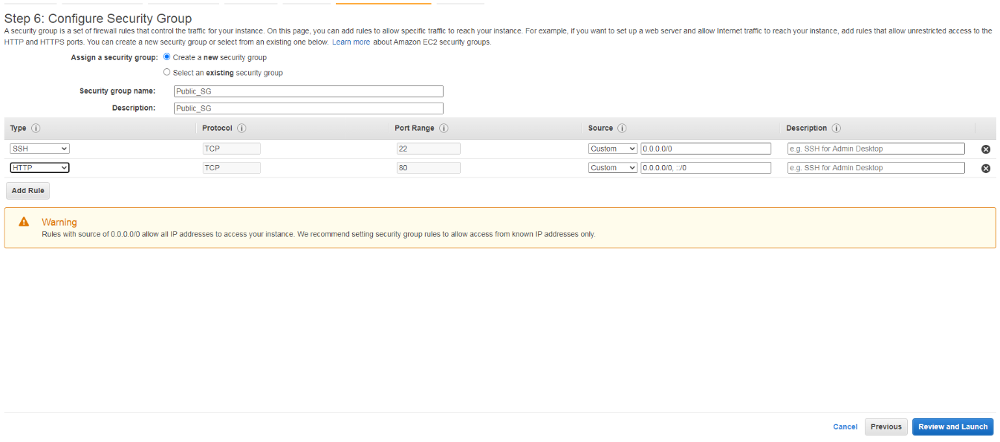 Step 6: Configure Security Group
A security group is a set of firewall rules that control the traffic for your instance. On this page, you can add rules to allow specific traffic to reach your instance. For example, if you want to set up a web server and allow Internet traffic to reach your instance, add rules that allow unrestricted access to the
HTTP and HTTPS ports. You can create a new security group or select from an existing one below. Learn more about Amazon EC2 security groups.
Assign a security group: Create a new security group
Select an existing security group
Security group name: Public_SG
Description: Public_SG
Type i Protocol i Port Range i Source i Description i
SSH TCP 22 Custom 0.0.0.0/0 e.g. SSH for Admin Desktop
HTTP TCP 80 Custom 0.0.0.0/0, ::/0 e.g. SSH for Admin Desktop
Add Rule
Warning
Rules with source of 0.0.0.0/0 allow all IP addresses to access your instance. We recommend setting security group rules to allow access from known IP addresses only.
Cancel Previous Review and Launch